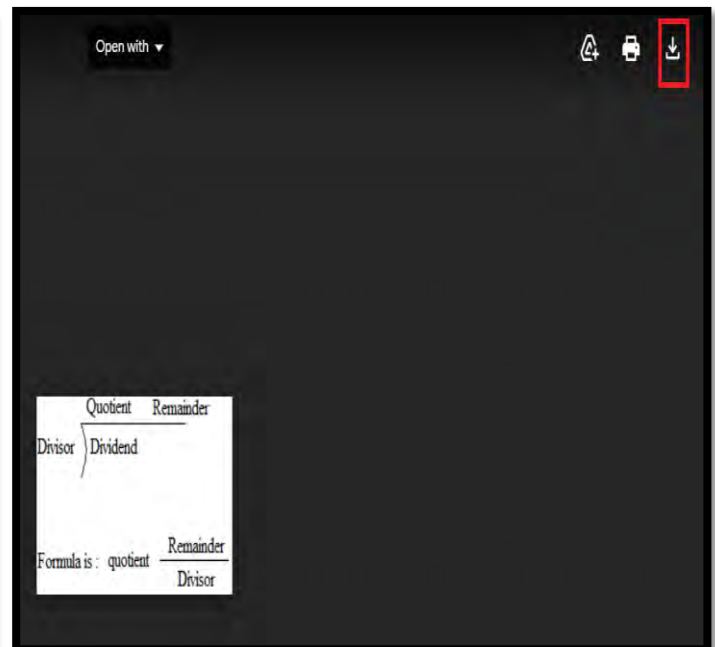 Open with
Quotient Remainder
Divisor Dividend
Formula is : quotient Remainder
Divisor